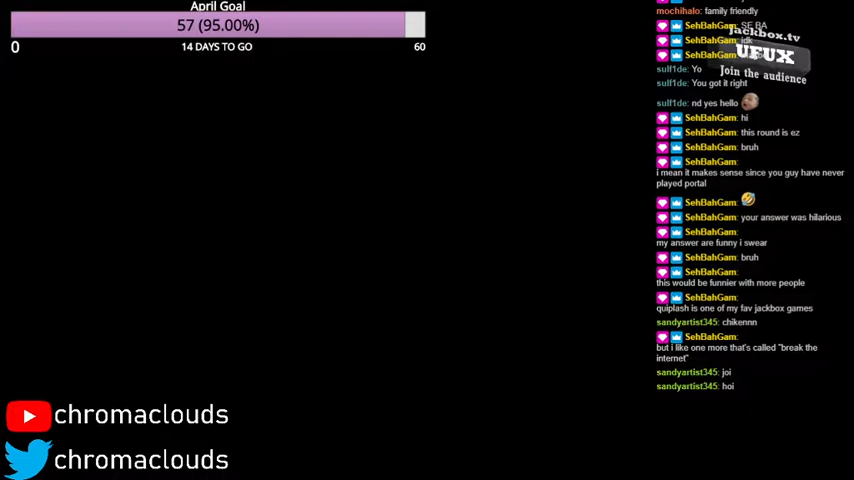 April Goal
57 (95.00%)
0
14 DAYS TO GO
60
mochihalo: family friendly
SehBahGam: SE BA
SehBahGam: idk
SehBahGam:
jackbox.tv
UFUX
Join the audience
sulf1de: Yo
sulf1de: You got it right
sulf1de: nd yes hello
SehBahGam: hi
SehBahGam: this round is ez
SehBahGam: bruh
SehBahGam:
i mean it makes sense since you guy have never
played portal
SehBahGam:
SehBahGam: your answer was hilarious
SehBahGam:
my answer are funny i swear
SehBahGam: bruh
SehBahGam:
this would be funnier with more people
SehBahGam:
quiplash is one of my fav jackbox games
sandyartist345: chikennn
SehBahGam:
but i like one more that's called "break the
internet"
sandyartist345: joi
sandyartist345: hoi
chromaclouds
chromaclouds